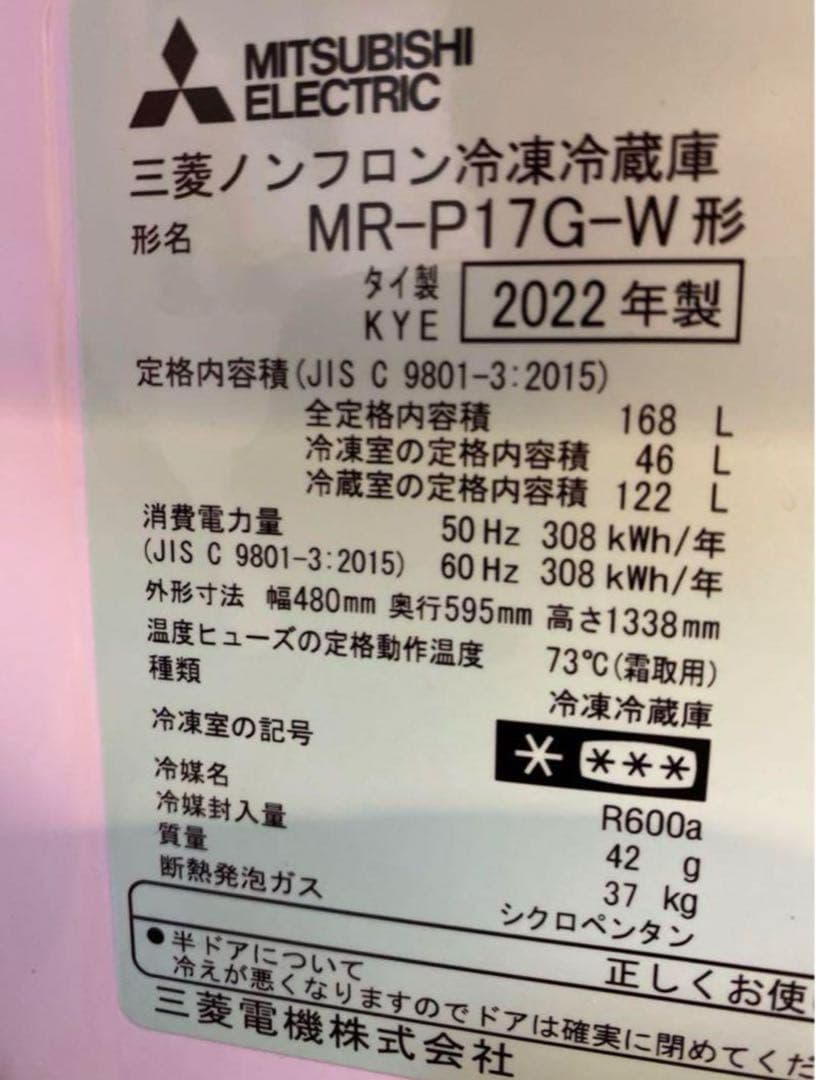 MITSUBISHI
ELECTRIC
三菱ノンフロン冷凍冷蔵庫
形名 MR-P17G-W形
タイ製
KYE 2022年製
定格内容積(JIS C 9801-3:2015)
全定格内容積 168 L
冷凍室の定格内容積 46 L
冷蔵室の定格内容積 122 L
消費電力量 50Hz 308kWh/年
(JIS C 9801-3:2015) 60Hz 308kWh/年
外形寸法 幅480mm 奥行595mm 高さ1338mm
温度ヒューズの定格動作温度 73℃(霜取用)
種類 冷凍冷蔵庫
冷凍室の記号 * ***
冷媒名 R600a
冷媒封入量 42 g
質量 37 kg
断熱発泡ガス シクロペンタン
正しくお使い
●半ドアについて
冷えが悪くなりますのでドアは確実に閉めてくだ
三菱電機株式会社